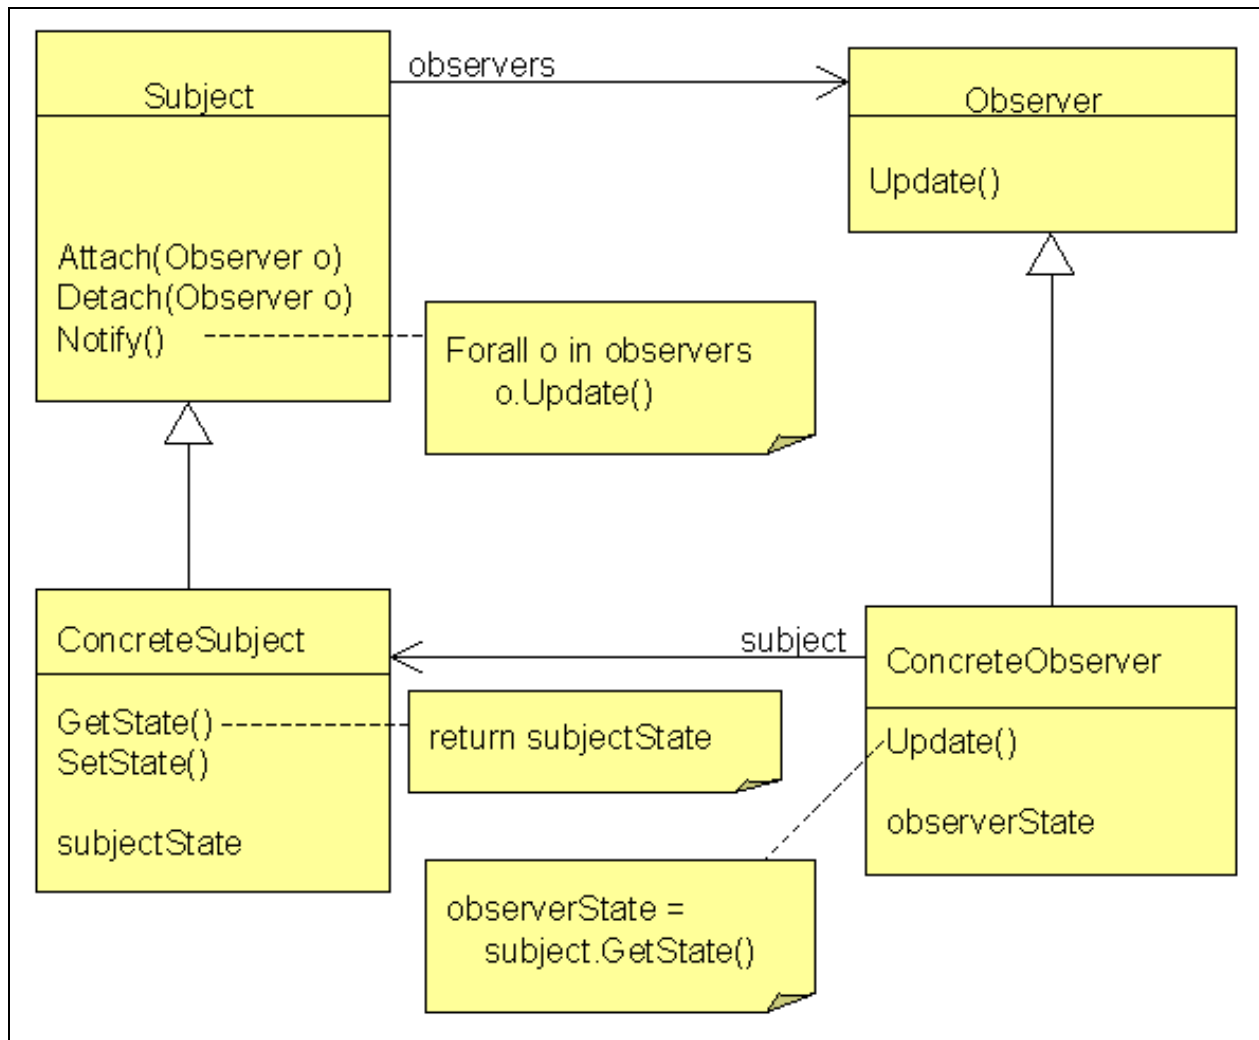 Subject
observers
Observer
Update()
Attach(Observer o)
Detach(Observer o)
Notify()
Forall o in observers
o.Update()
ConcreteSubject
subject
ConcreteObserver
GetState()
SetState()
subjectState
return subjectState
Update()
observerState
observerState =
subject.GetState()